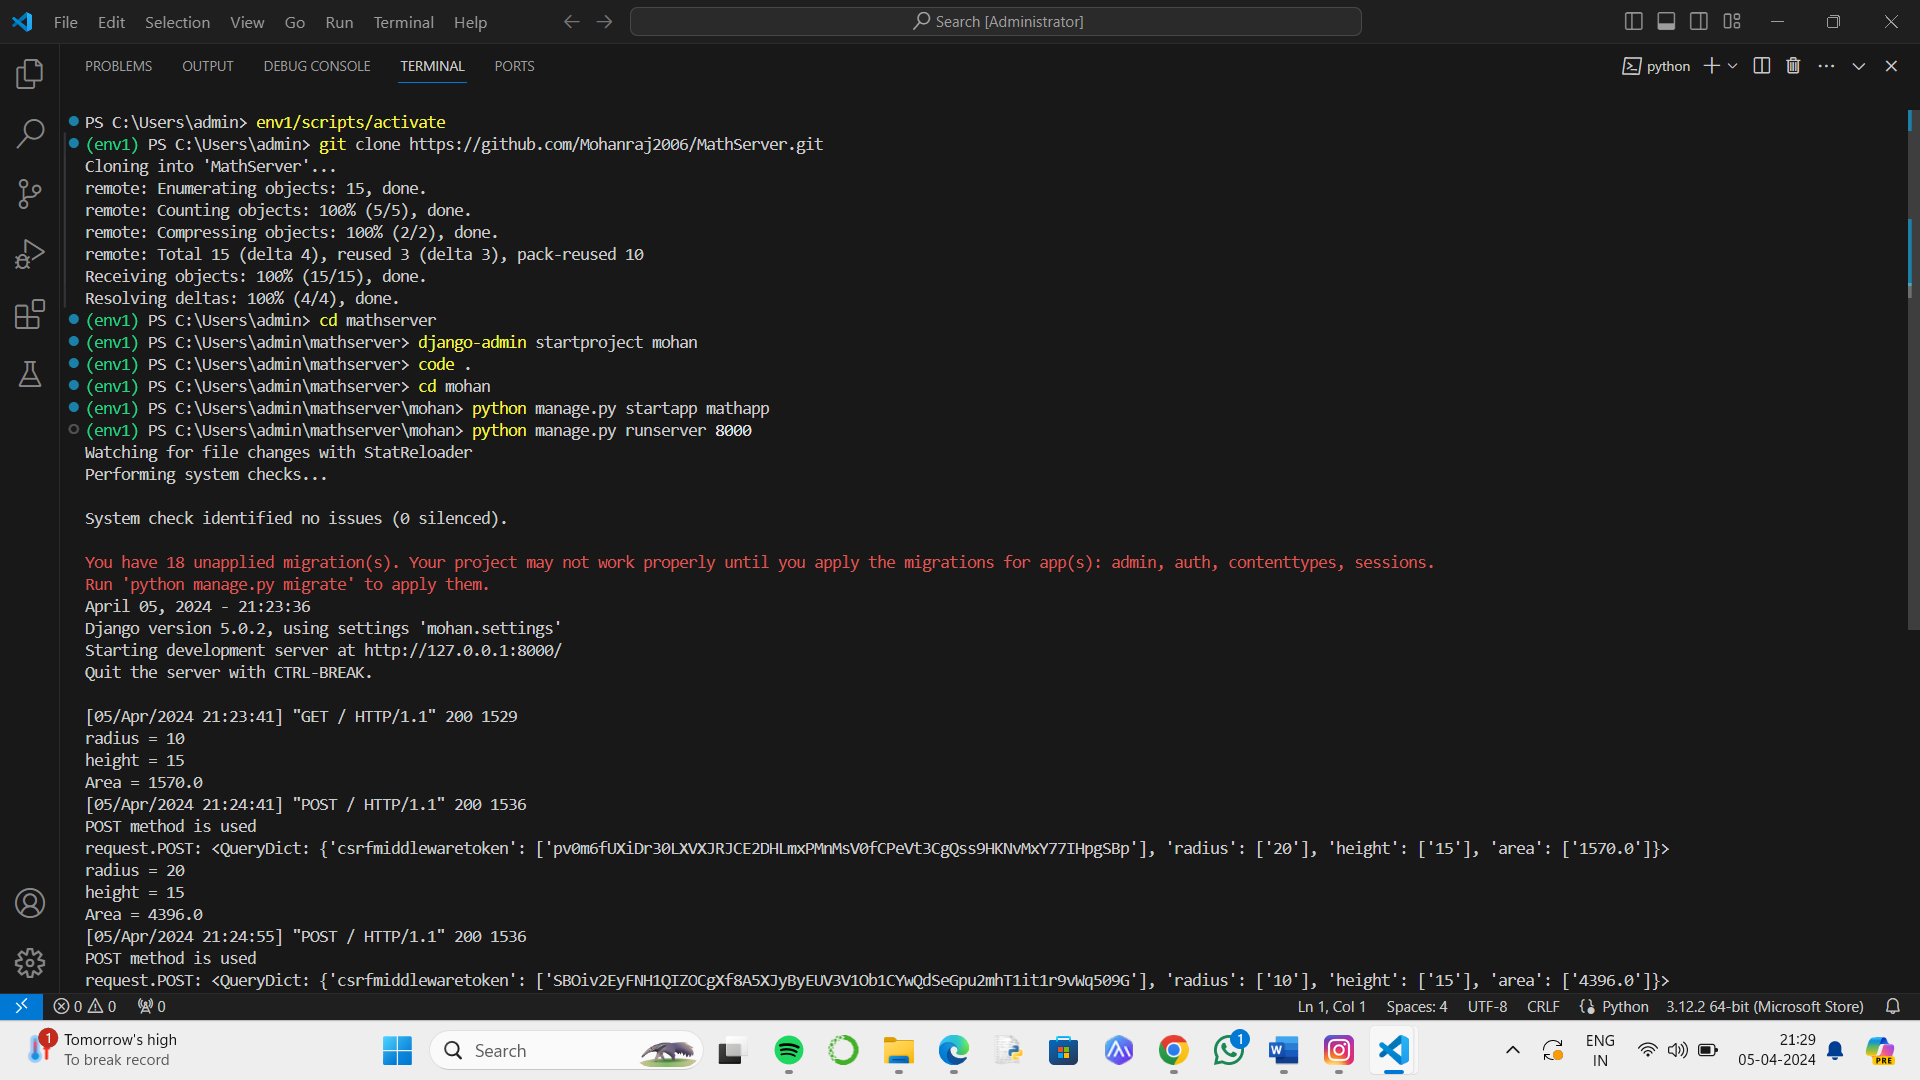 File Edit Selection View Go Run Terminal Help
Search [Administrator]
PROBLEMS OUTPUT DEBUG CONSOLE TERMINAL PORTS
python
PS C:\Users\admin> env1/scripts/activate
(env1) PS C:\Users\admin> git clone https://github.com/Mohanraj2006/MathServer.git
Cloning into 'MathServer'...
remote: Enumerating objects: 15, done.
remote: Counting objects: 100% (5/5), done.
remote: Compressing objects: 100% (2/2), done.
remote: Total 15 (delta 4), reused 3 (delta 3), pack-reused 10
Receiving objects: 100% (15/15), done.
Resolving deltas: 100% (4/4), done.
(env1) PS C:\Users\admin> cd mathserver
(env1) PS C:\Users\admin\mathserver> django-admin startproject mohan
(env1) PS C:\Users\admin\mathserver> code .
(env1) PS C:\Users\admin\mathserver> cd mohan
(env1) PS C:\Users\admin\mathserver\mohan> python manage.py startapp mathapp
(env1) PS C:\Users\admin\mathserver\mohan> python manage.py runserver 8000
Watching for file changes with StatReloader
Performing system checks...
System check identified no issues (0 silenced).
You have 18 unapplied migration(s). Your project may not work properly until you apply the migrations for app(s): admin, auth, contenttypes, sessions.
Run 'python manage.py migrate' to apply them.
April 05, 2024 - 21:23:36
Django version 5.0.2, using settings 'mohan.settings'
Starting development server at http://127.0.0.1:8000/
Quit the server with CTRL-BREAK.
[05/Apr/2024 21:23:41] "GET / HTTP/1.1" 200 1529
radius = 10
height = 15
Area = 1570.0
[05/Apr/2024 21:24:41] "POST / HTTP/1.1" 200 1536
POST method is used
request.POST: <QueryDict: {'csrfmiddlewaretoken': ['pv0m6fUXiDr30LXVXJRJCE2DHLmxPMnMsV0fCPeVt3CgQss9HKNvMxY77IHpgSBp'], 'radius': ['20'], 'height': ['15'], 'area': ['1570.0']}>
radius = 20
height = 15
Area = 4396.0
[05/Apr/2024 21:24:55] "POST / HTTP/1.1" 200 1536
POST method is used
request.POST: <QueryDict: {'csrfmiddlewaretoken': ['SBOiv2EyFNH1QIZOCgXf8A5XJyByEUV3V1Ob1CYwQdSeGpu2mhT1it1r9vWq509G'], 'radius': ['10'], 'height': ['15'], 'area': ['4396.0']}>
0 0 0
Ln 1, Col 1 Spaces: 4 UTF-8 CRLF Python 3.12.2 64-bit (Microsoft Store)
1 Tomorrow's high
To break record
Search
1
ENG
IN
21:29
05-04-2024
PRE